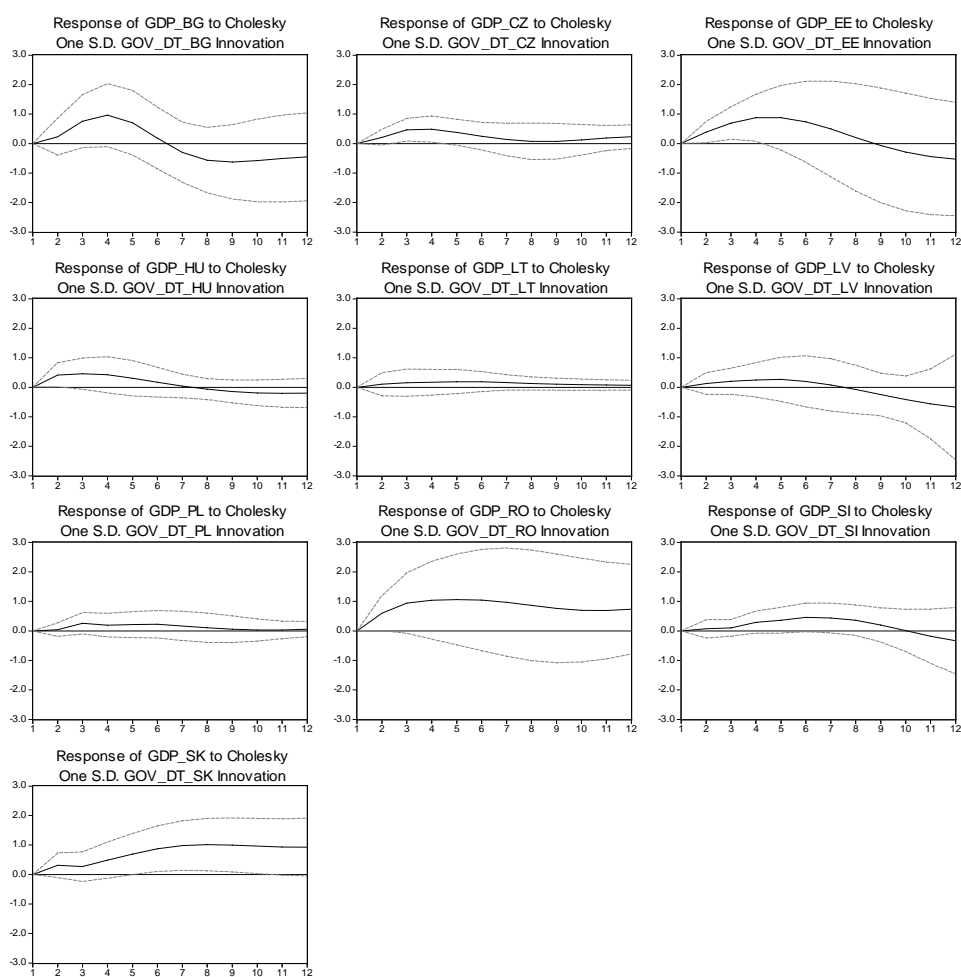 Response of GDP_BG to Cholesky
One S.D. GOV_DT_BG Innovation
3.0
2.0
1.0
0.0
-1.0
-2.0
-3.0
1 2 3 4 5 6 7 8 9 10 11 12
Response of GDP_CZ to Cholesky
One S.D. GOV_DT_CZ Innovation
3.0
2.0
1.0
0.0
-1.0
-2.0
-3.0
1 2 3 4 5 6 7 8 9 10 11 12
Response of GDP_EE to Cholesky
One S.D. GOV_DT_EE Innovation
3.0
2.0
1.0
0.0
-1.0
-2.0
-3.0
1 2 3 4 5 6 7 8 9 10 11 12
Response of GDP_HU to Cholesky
One S.D. GOV_DT_HU Innovation
3.0
2.0
1.0
0.0
-1.0
-2.0
-3.0
1 2 3 4 5 6 7 8 9 10 11 12
Response of GDP_LT to Cholesky
One S.D. GOV_DT_LT Innovation
3.0
2.0
1.0
0.0
-1.0
-2.0
-3.0
1 2 3 4 5 6 7 8 9 10 11 12
Response of GDP_LV to Cholesky
One S.D. GOV_DT_LV Innovation
3.0
2.0
1.0
0.0
-1.0
-2.0
-3.0
1 2 3 4 5 6 7 8 9 10 11 12
Response of GDP_PL to Cholesky
One S.D. GOV_DT_PL Innovation
3.0
2.0
1.0
0.0
-1.0
-2.0
-3.0
1 2 3 4 5 6 7 8 9 10 11 12
Response of GDP_RO to Cholesky
One S.D. GOV_DT_RO Innovation
3.0
2.0
1.0
0.0
-1.0
-2.0
-3.0
1 2 3 4 5 6 7 8 9 10 11 12
Response of GDP_SI to Cholesky
One S.D. GOV_DT_SI Innovation
3.0
2.0
1.0
0.0
-1.0
-2.0
-3.0
1 2 3 4 5 6 7 8 9 10 11 12
Response of GDP_SK to Cholesky
One S.D. GOV_DT_SK Innovation
3.0
2.0
1.0
0.0
-1.0
-2.0
-3.0
1 2 3 4 5 6 7 8 9 10 11 12